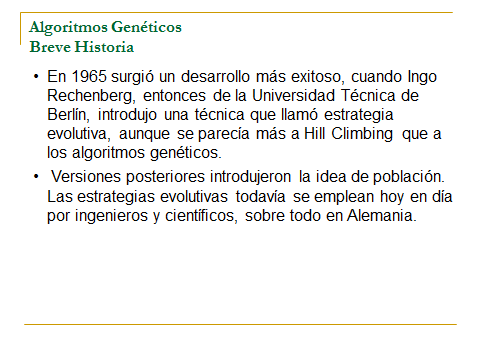 Algoritmos Genéticos
Breve Historia
• En 1965 surgió un desarrollo más exitoso, cuando Ingo
Rechenberg, entonces de la Universidad Técnica de
Berlín, introdujo una técnica que llamó estrategia
evolutiva, aunque se parecía más a Hill Climbing que a
los algoritmos genéticos.
• Versiones posteriores introdujeron la idea de población.
Las estrategias evolutivas todavía se emplean hoy en día
por ingenieros y científicos, sobre todo en Alemania.